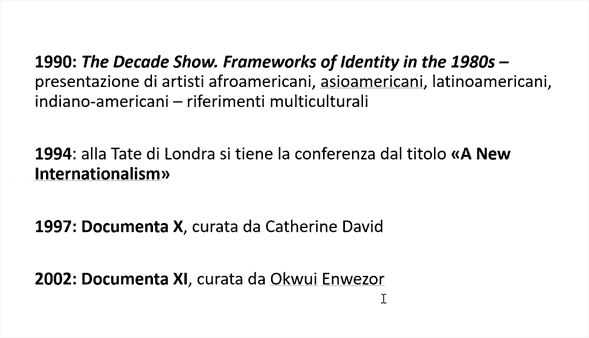 1990: The Decade Show. Frameworks of Identity in the 1980s –
presentazione di artisti afroamericani, asioamericani, latinoamericani,
indiano-americani – riferimenti multiculturali
1994: alla Tate di Londra si tiene la conferenza dal titolo «A New
Internationalism»
1997: Documenta X, curata da Catherine David
2002: Documenta XI, curata da Okwui Enwezor